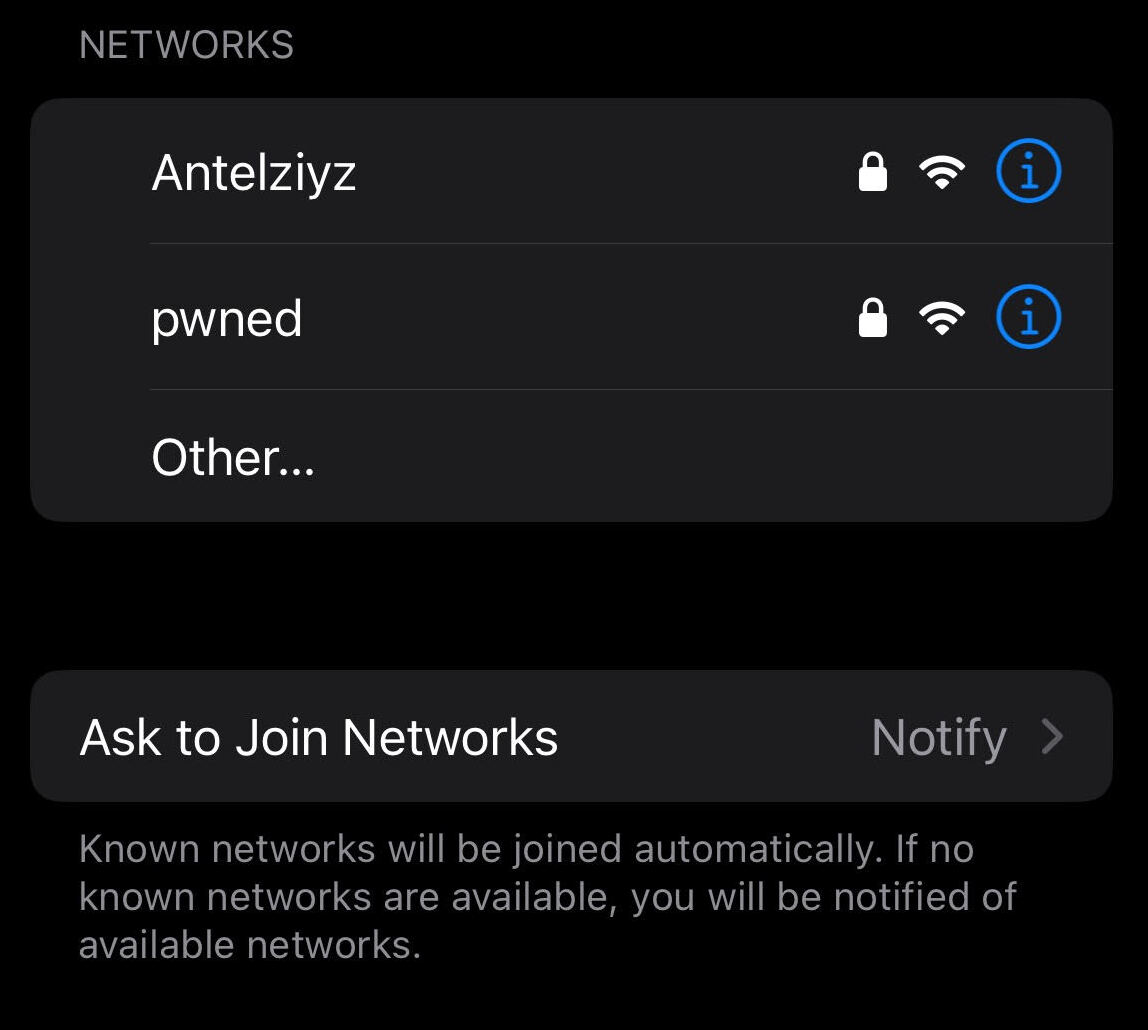 NETWORKS
Antelziyz
pwned
Other...
Ask to Join Networks Notify
Known networks will be joined automatically. If no
known networks are available, you will be notified of
available networks.